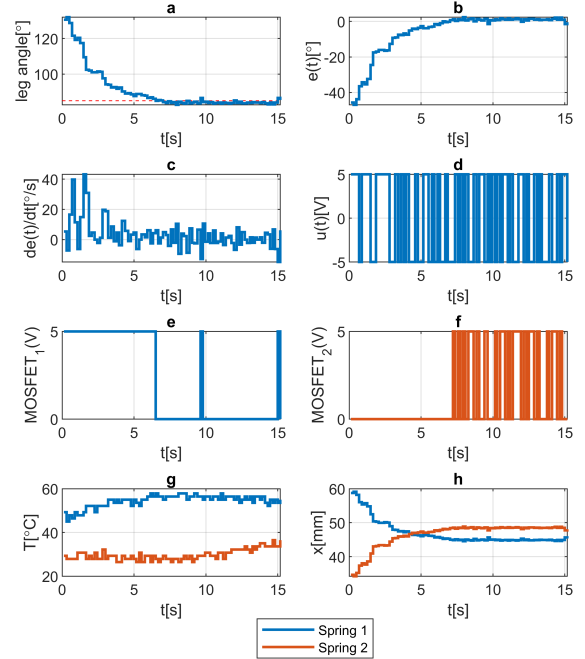 a
120
100
leg angle[°]
0 5 10 15
t[s]
b
0
-20
-40
e(t)[°]
0 5 10 15
t[s]
c
40
20
0
de(t)/dt[°/s]
0 5 10 15
t[s]
d
5
0
-5
u(t)[V]
0 5 10 15
t[s]
e
5
0
MOSFET₁(V)
0 5 10 15
t[s]
f
5
0
MOSFET₂(V)
0 5 10 15
t[s]
g
60
40
20
T[°C]
0 5 10 15
t[s]
h
60
50
40
x[mm]
0 5 10 15
t[s]
Spring 1
Spring 2